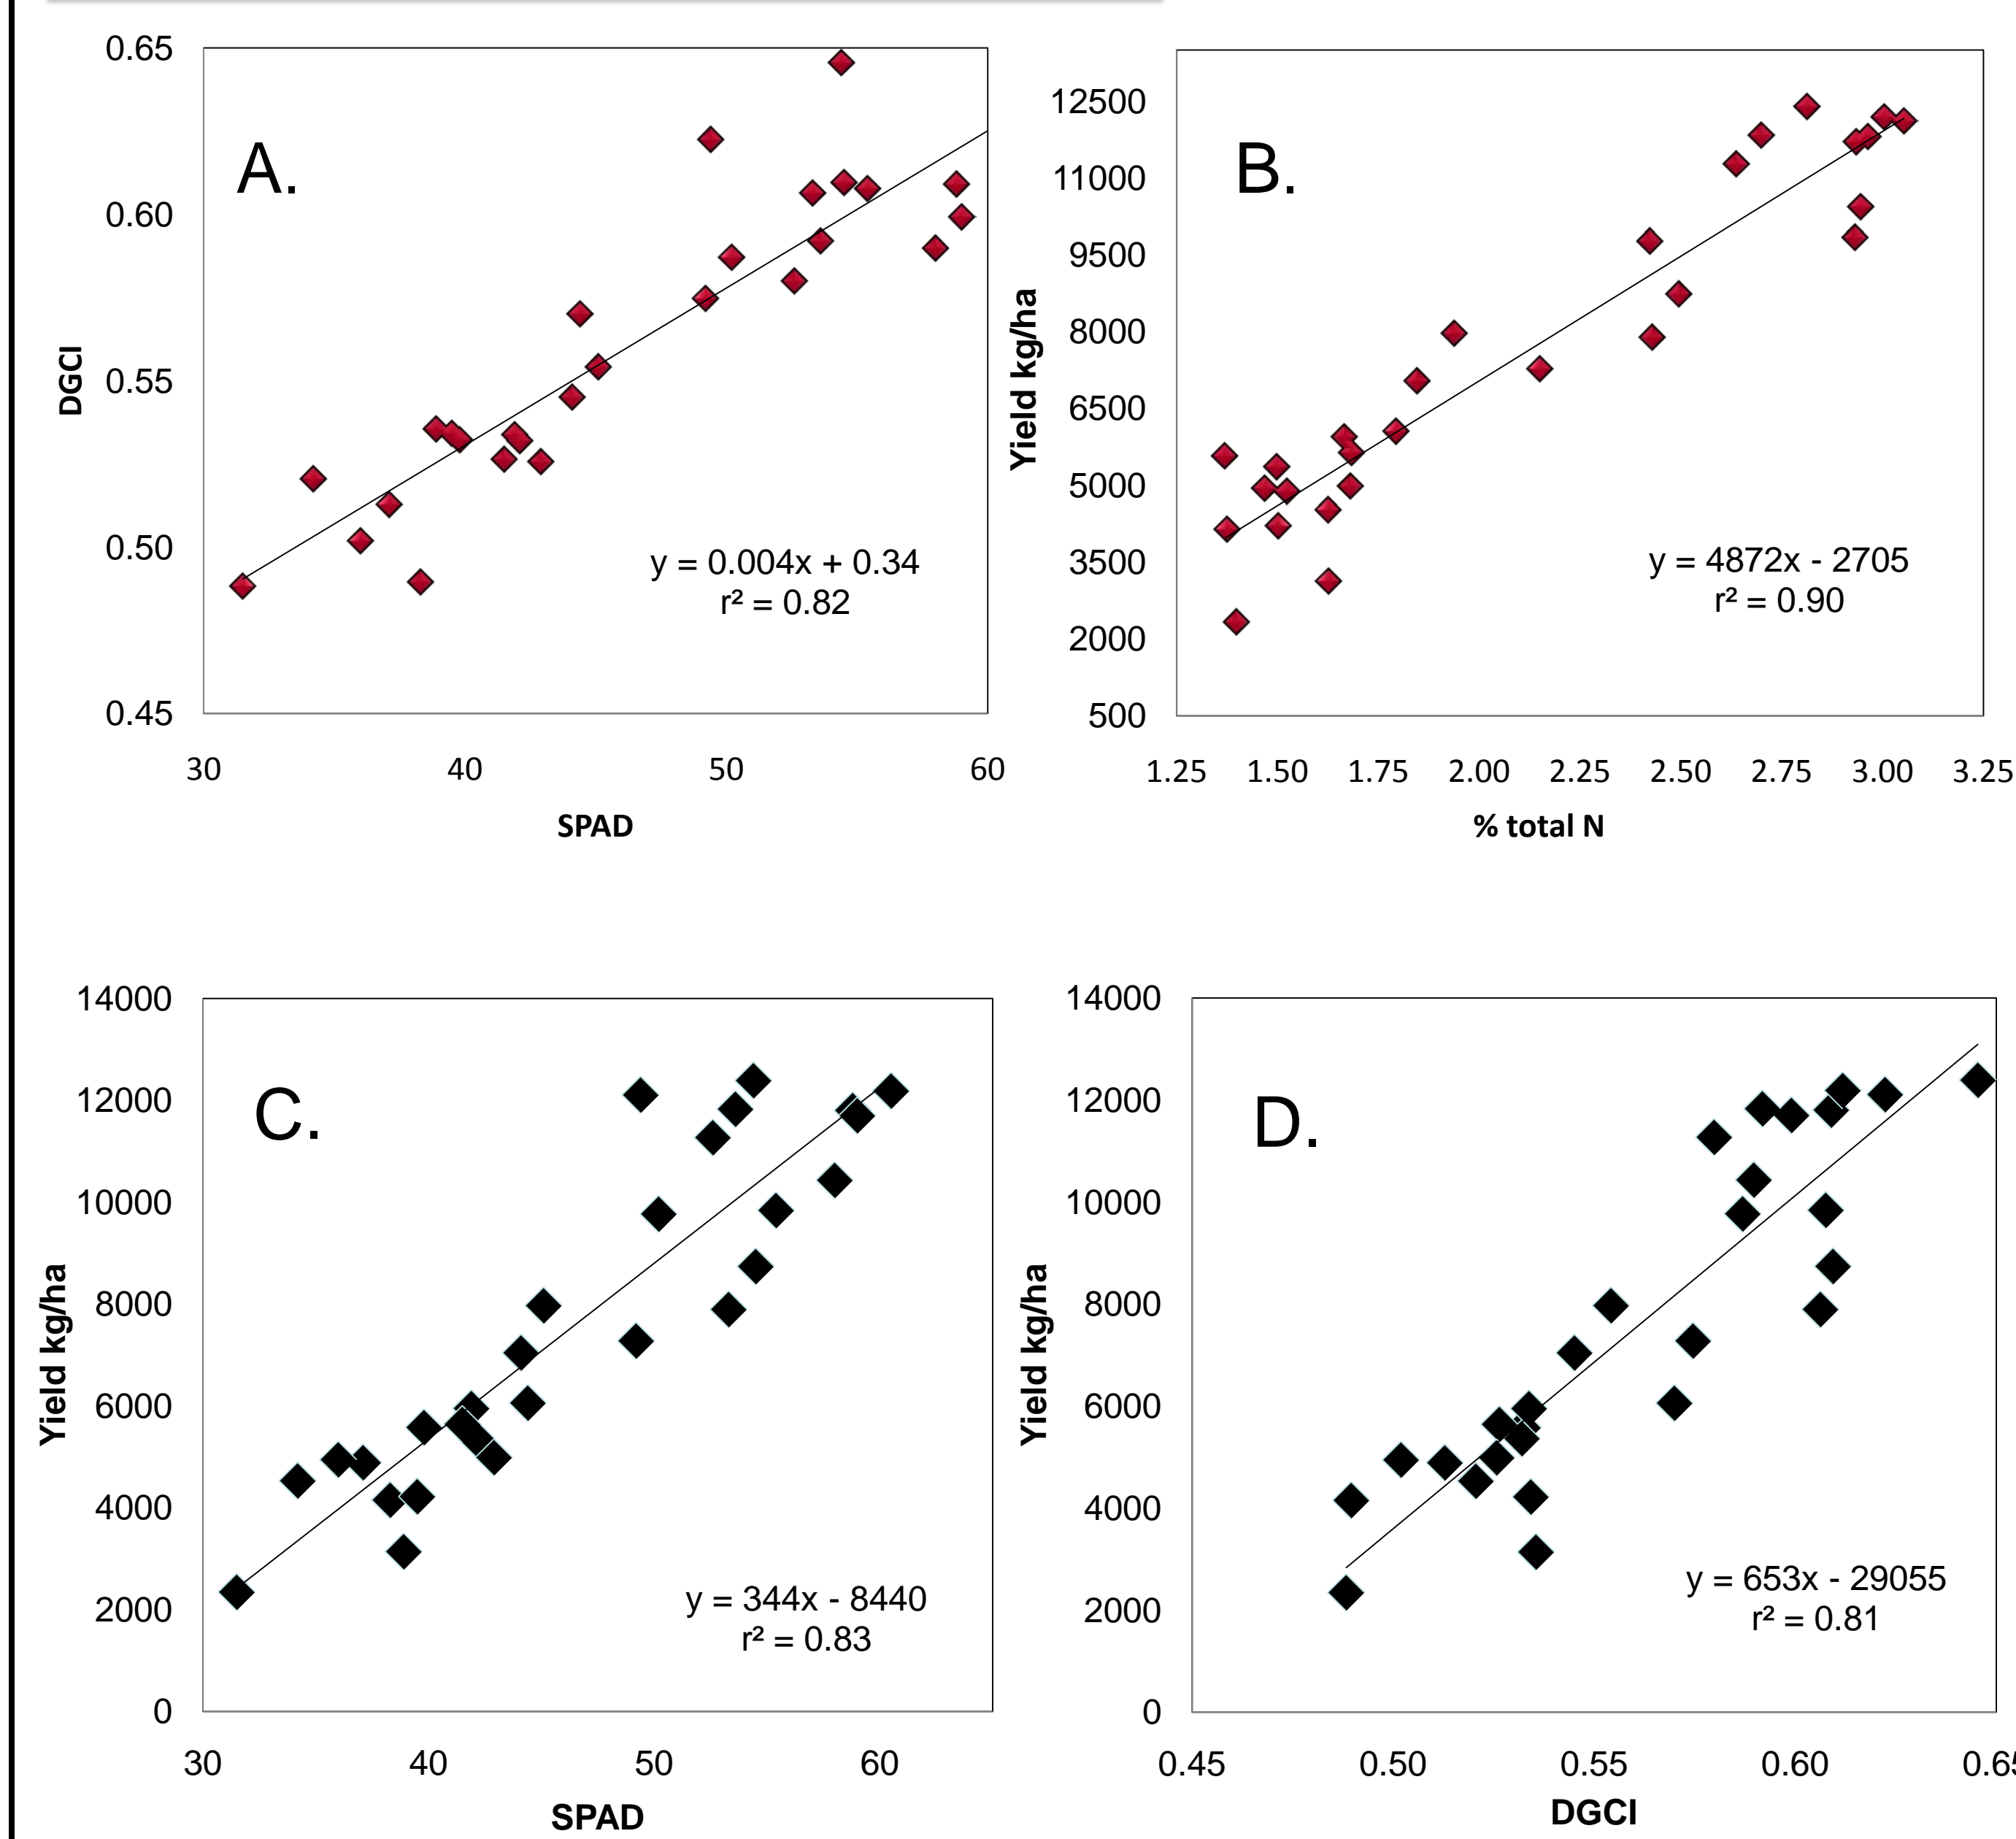 A.
DGCI
0.65
0.60
0.55
0.50
0.45
y = 0.004x + 0.34
r² = 0.82
30 40 50 60
SPAD
B.
Yield kg/ha
12500
11000
9500
8000
6500
5000
3500
2000
500
y = 4872x - 2705
r² = 0.90
1.25 1.50 1.75 2.00 2.25 2.50 2.75 3.00 3.25
% total N
C.
Yield kg/ha
14000
12000
10000
8000
6000
4000
2000
0
y = 344x - 8440
r² = 0.83
30 40 50 60
SPAD
D.
Yield kg/ha
14000
12000
10000
8000
6000
4000
2000
0
y = 653x - 29055
r² = 0.81
0.45 0.50 0.55 0.60
DGCI